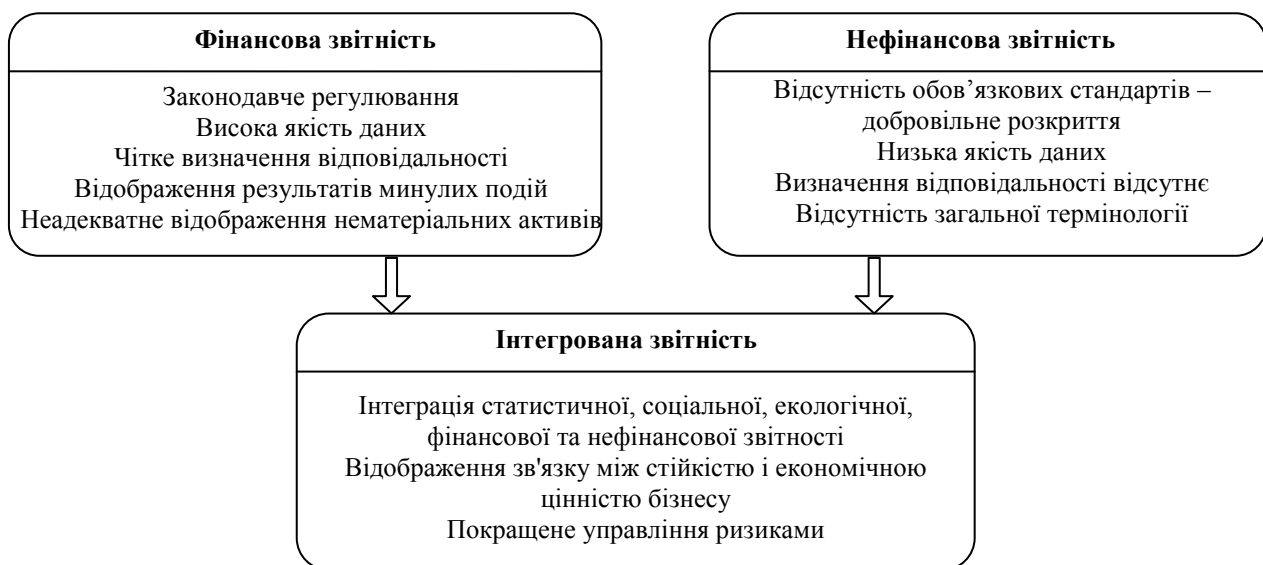 Фінансова звітність
Законодавче регулювання
Висока якість даних
Чітке визначення відповідальності
Відображення результатів минулих подій
Неадекватне відображення нематеріальних активів
Нефінансова звітність
Відсутність обов’язкових стандартів –
добровільне розкриття
Низька якість даних
Визначення відповідальності відсутнє
Відсутність загальної термінології
Інтегрована звітність
Інтеграція статистичної, соціальної, екологічної,
фінансової та нефінансової звітності
Відображення зв'язку між стійкістю і економічною
цінністю бізнесу
Покращене управління ризиками